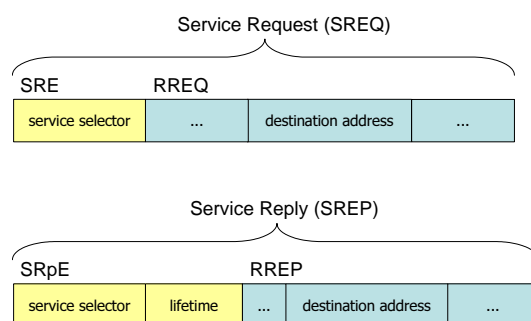 Service Request (SREQ)
SRE RREQ
service selector ... destination address ...
Service Reply (SREP)
SRpE RREP
service selector lifetime ... destination address ...